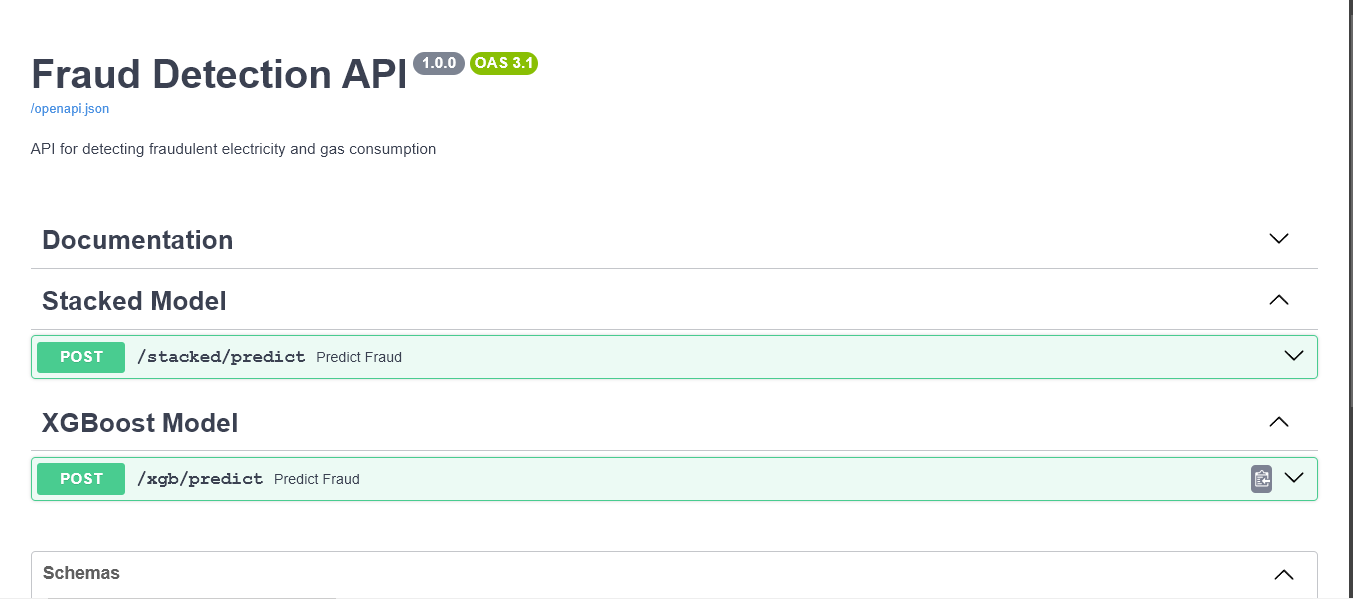 Fraud Detection API 1.0.0 OAS 3.1
/openapi.json
API for detecting fraudulent electricity and gas consumption
Documentation
Stacked Model
POST /stacked/predict Predict Fraud
XGBoost Model
POST /xgb/predict Predict Fraud
Schemas